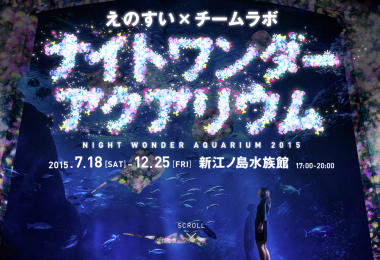 えのすい×チームラボ
ナイトワンダー
アクアリウム
NIGHT WONDER AQUARIUM 2015
2015.7.18[SAT]-12.25[FRI] 新江ノ島水族館 17:00-20:00
SCROLL